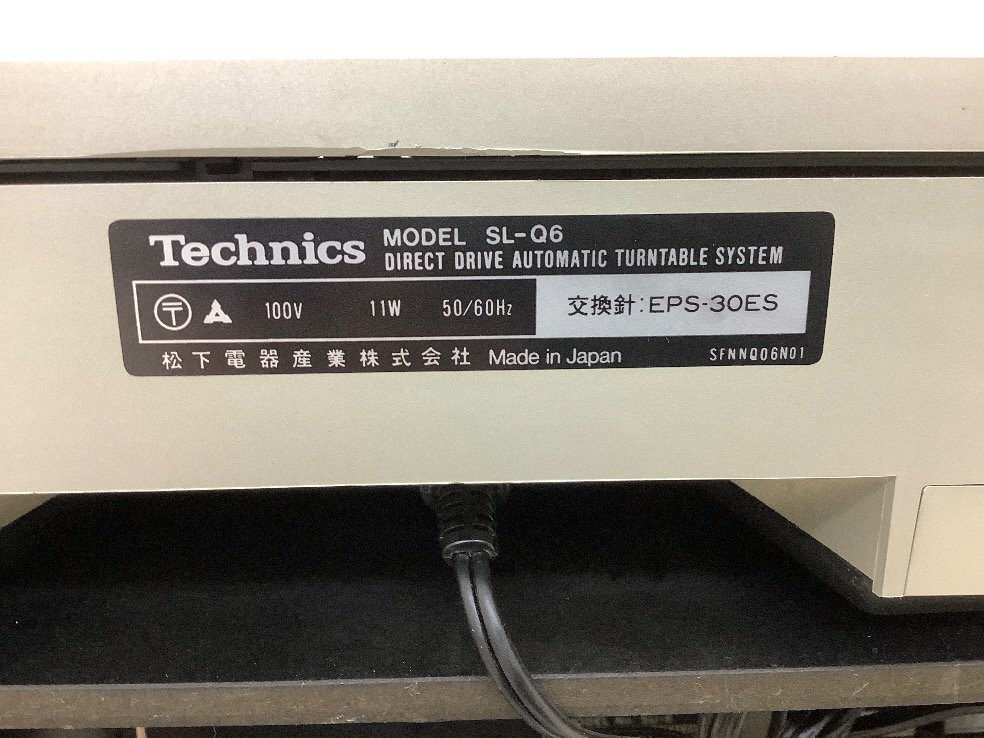 Technics MODEL SL-Q6
DIRECT DRIVE AUTOMATIC TURNTABLE SYSTEM
〒 100V 11W 50/60Hz 交換針:EPS-30ES
松下電器産業株式会社 Made in Japan SFNNQ06N01